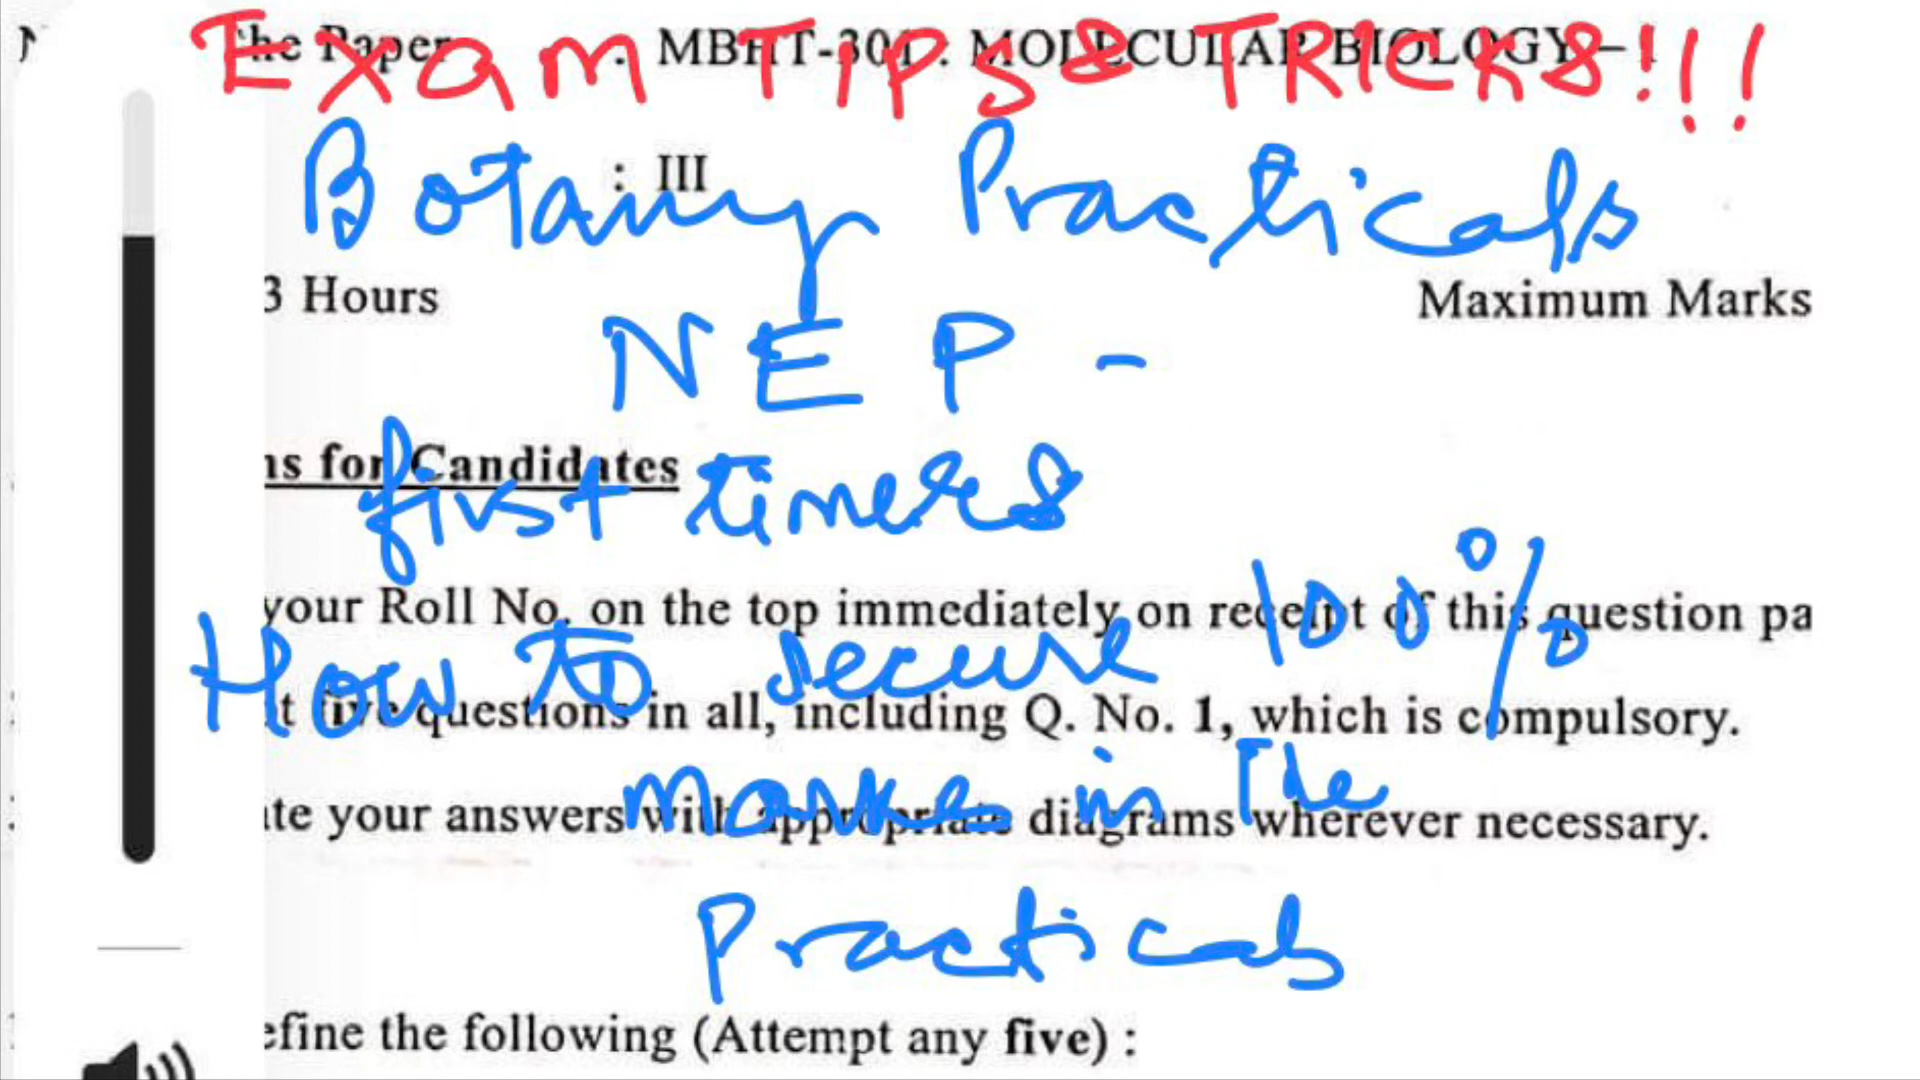 the Paper : MBHT-301 : MOLECULAR BIOLOGY – I
EXAM TIPS & TRICKS!!!
: III
Botany Practicals
3 Hours
Maximum Marks
NEP -
ns for Candidates
first timers
your Roll No. on the top immediately on receipt of this question pa
How to secure 100%
t five questions in all, including Q. No. 1, which is compulsory.
marks in the
ate your answers with appropriate diagrams wherever necessary.
Practicals
efine the following (Attempt any five) :